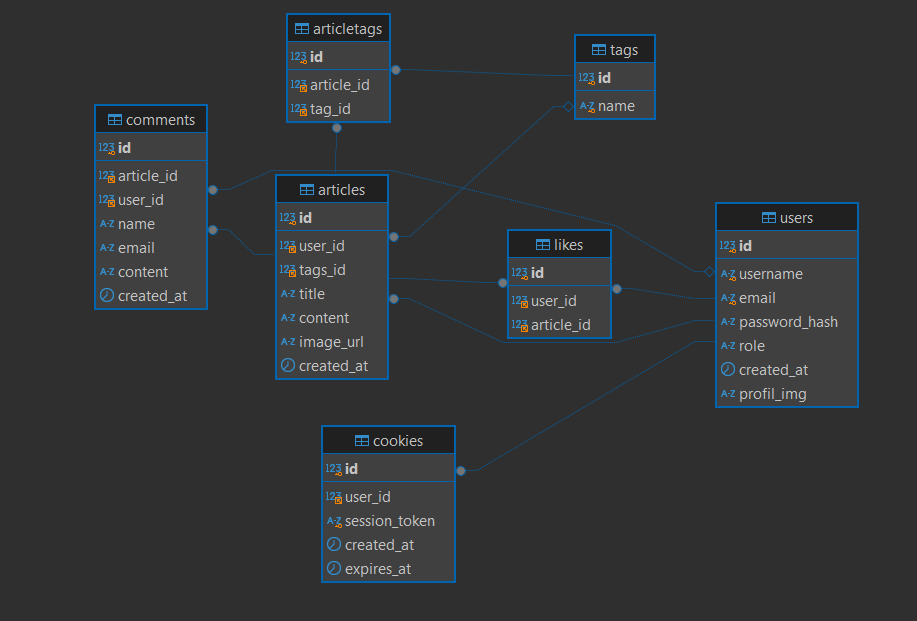 articletags
123 id
123 article_id
123 tag_id
tags
123 id
A-Z name
comments
123 id
123 article_id
123 user_id
A-Z name
A-Z email
A-Z content
created_at
articles
123 id
123 user_id
123 tags_id
A-Z title
A-Z content
A-Z image_url
created_at
likes
123 id
123 user_id
123 article_id
users
123 id
A-Z username
A-Z email
A-Z password_hash
A-Z role
created_at
A-Z profil_img
cookies
123 id
123 user_id
A-Z session_token
created_at
expires_at